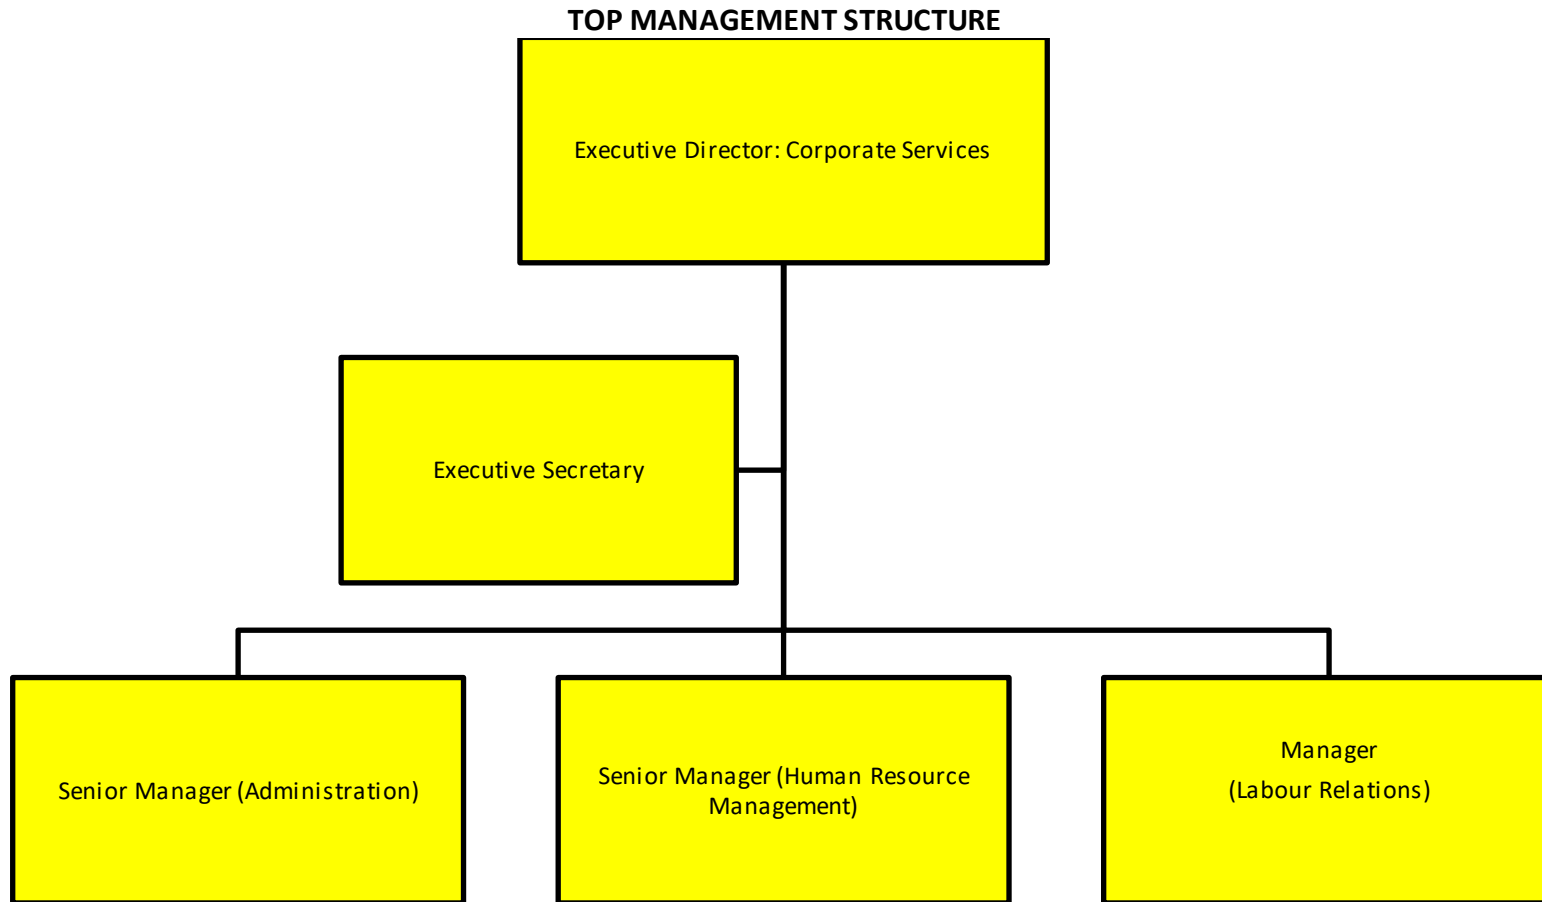 TOP MANAGEMENT STRUCTURE
Executive Director: Corporate Services
Executive Secretary
Senior Manager (Administration)
Senior Manager (Human Resource
Management)
Manager
(Labour Relations)